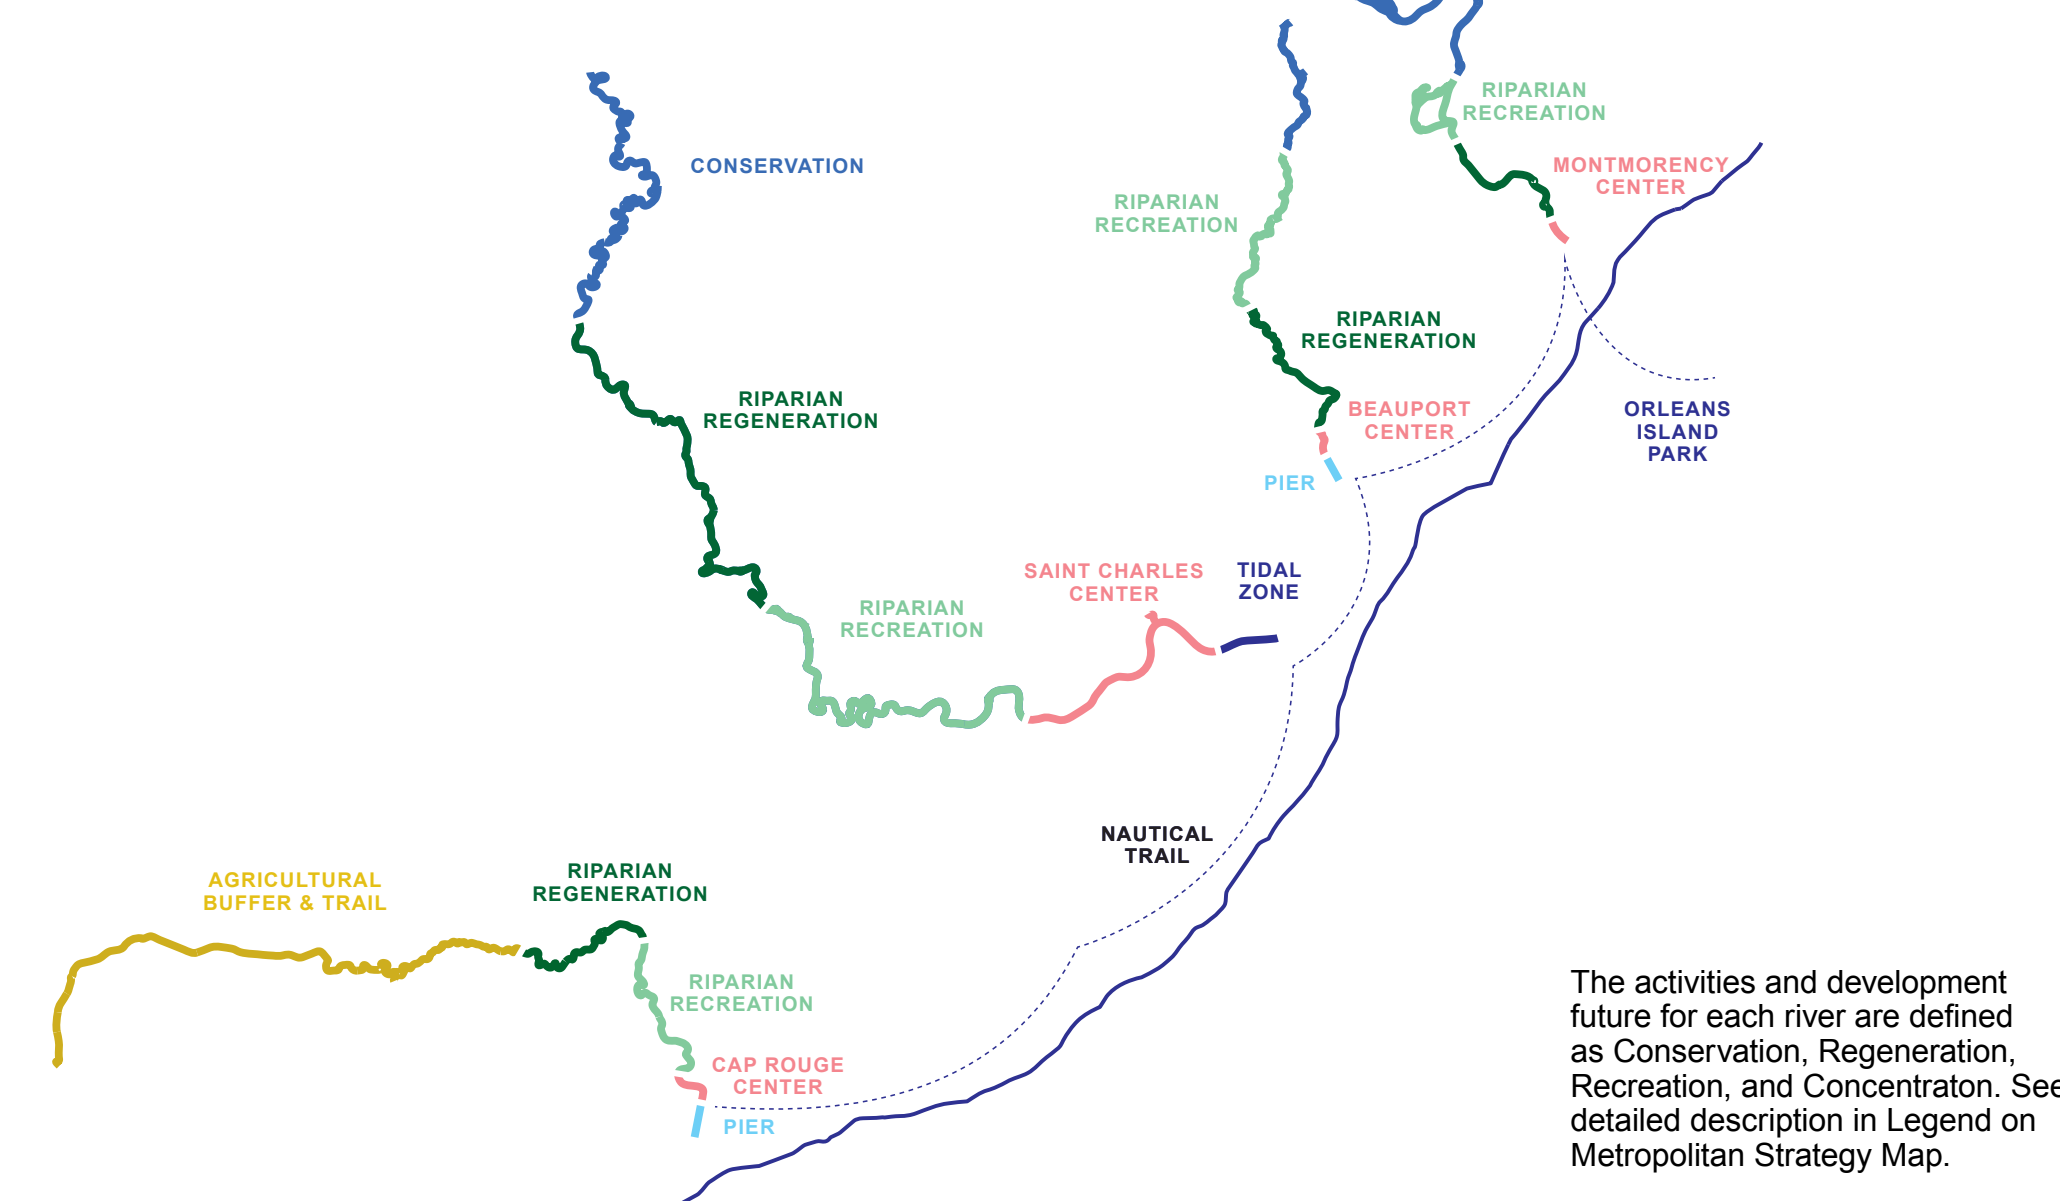 RIPARIAN
RECREATION
CONSERVATION
MONTMORENCY
CENTER
RIPARIAN
RECREATION
RIPARIAN
REGENERATION
RIPARIAN
REGENERATION
BEAUPORT
CENTER
ORLEANS
ISLAND
PARK
PIER
SAINT CHARLES
CENTER
TIDAL
ZONE
RIPARIAN
RECREATION
NAUTICAL
TRAIL
AGRICULTURAL
BUFFER & TRAIL
RIPARIAN
REGENERATION
RIPARIAN
RECREATION
CAP ROUGE
CENTER
PIER
The activities and development
future for each river are defined
as Conservation, Regeneration,
Recreation, and Concentraton. See
detailed description in Legend on
Metropolitan Strategy Map.